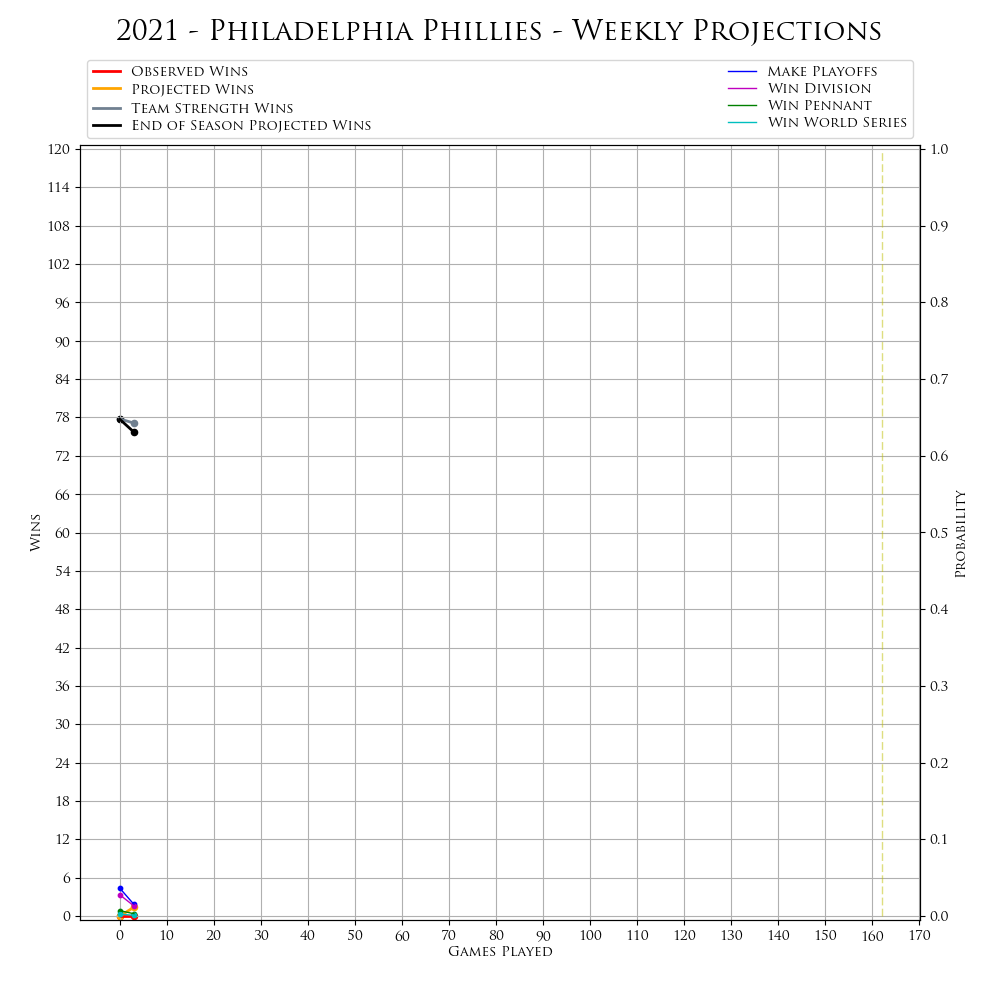 2021 - Philadelphia Phillies - Weekly Projections
Observed Wins
Projected Wins
Team Strength Wins
End of Season Projected Wins
Make Playoffs
Win Division
Win Pennant
Win World Series
120
114
108
102
96
90
84
78
72
66
60
54
48
42
36
30
24
18
12
6
0
Wins
1.0
0.9
0.8
0.7
0.6
0.5
0.4
0.3
0.2
0.1
0.0
Probability
0 10 20 30 40 50 60 70 80 90 100 110 120 130 140 150 160 170
Games Played